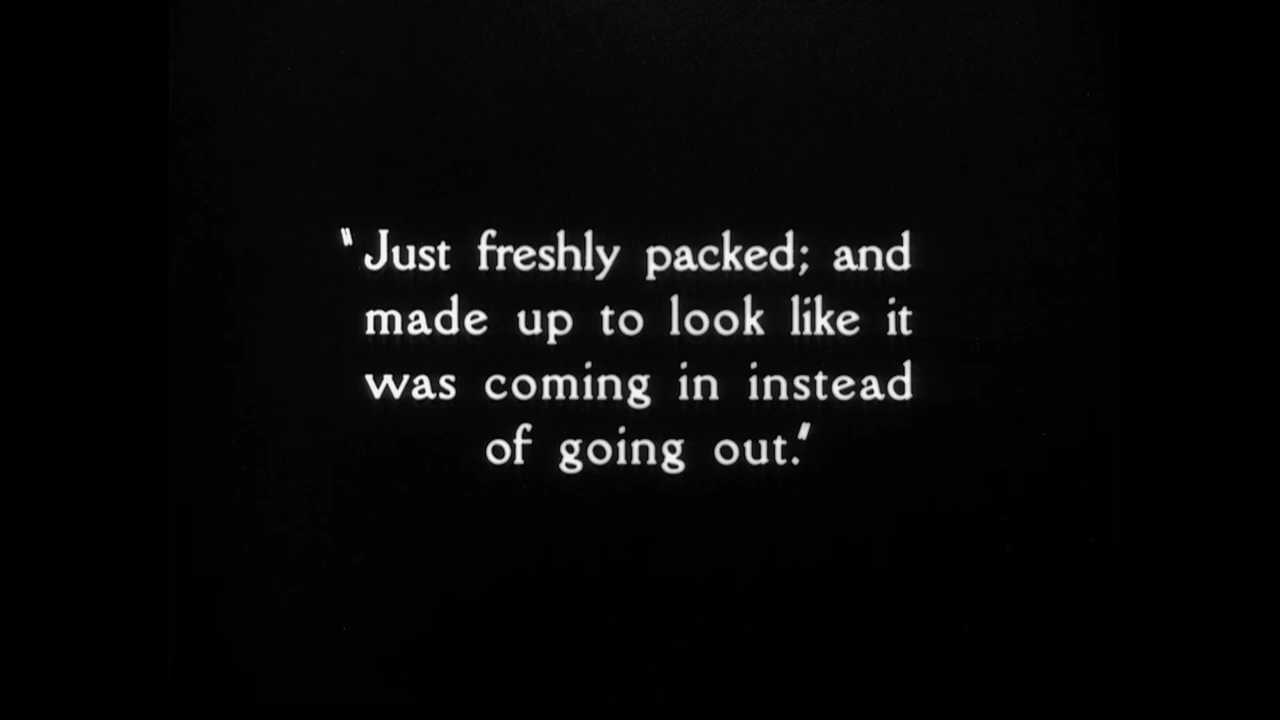 "Just freshly packed; and
made up to look like it
was coming in instead
of going out."